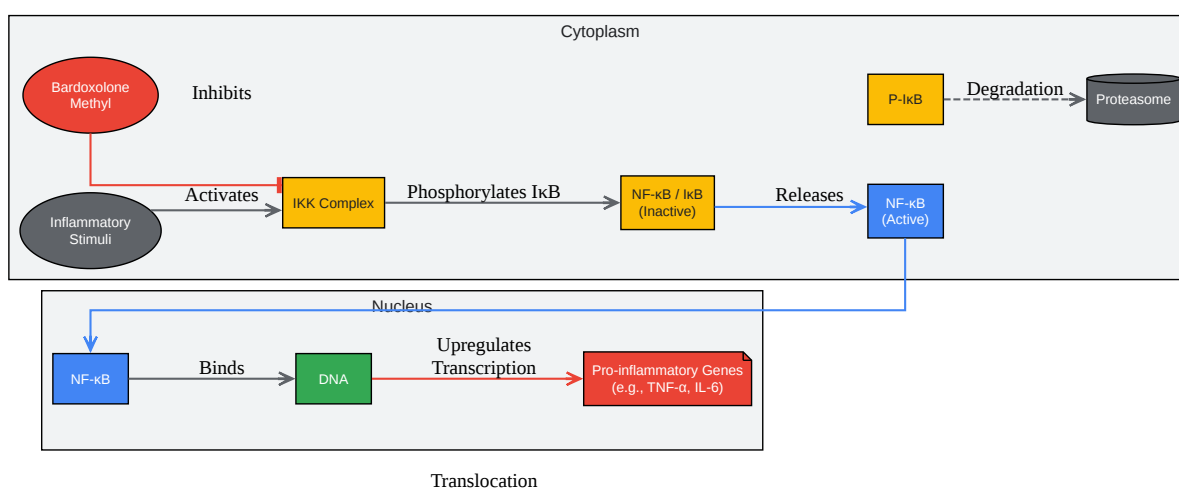 Cytoplasm
Bardoxolone
Methyl
Inhibits
P-IκB
Degradation
Proteasome
Inflammatory
Stimuli
Activates
IKK Complex
Phosphorylates IκB
NF-κB / IκB
(Inactive)
Releases
NF-κB
(Active)
Nucleus
NF-κB
Binds
DNA
Upregulates
Transcription
Pro-inflammatory Genes
(e.g., TNF-α, IL-6)
Translocation